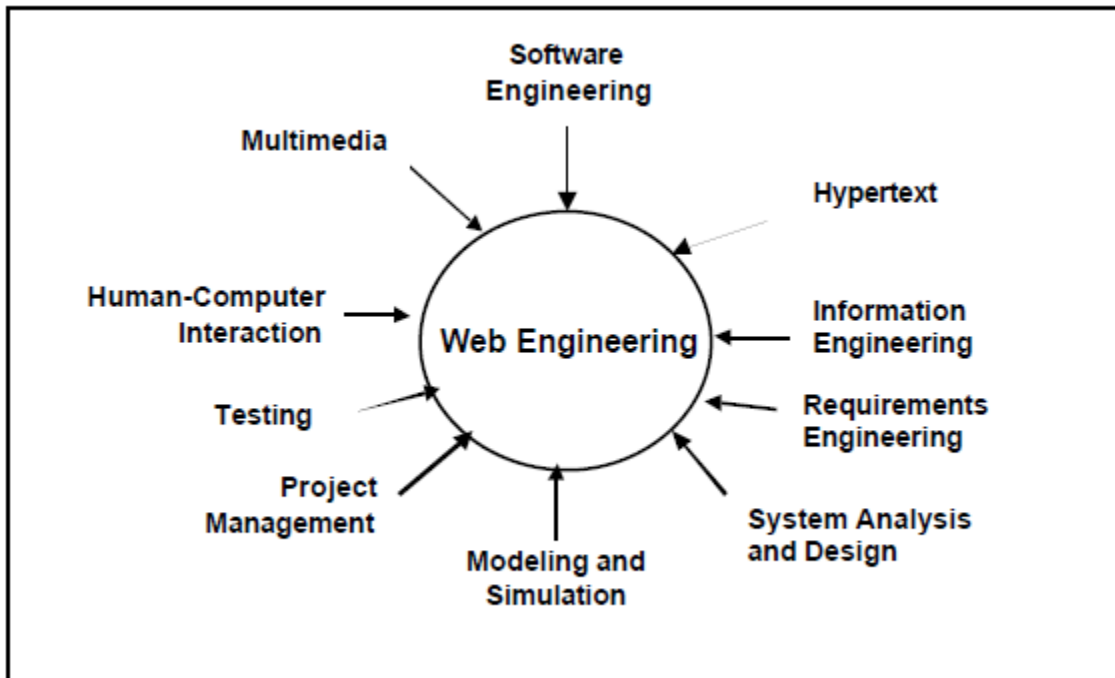 Software
Engineering
Multimedia
Hypertext
Human-Computer
Interaction
Web Engineering
Information
Engineering
Testing
Requirements
Engineering
Project
Management
System Analysis
and Design
Modeling and
Simulation